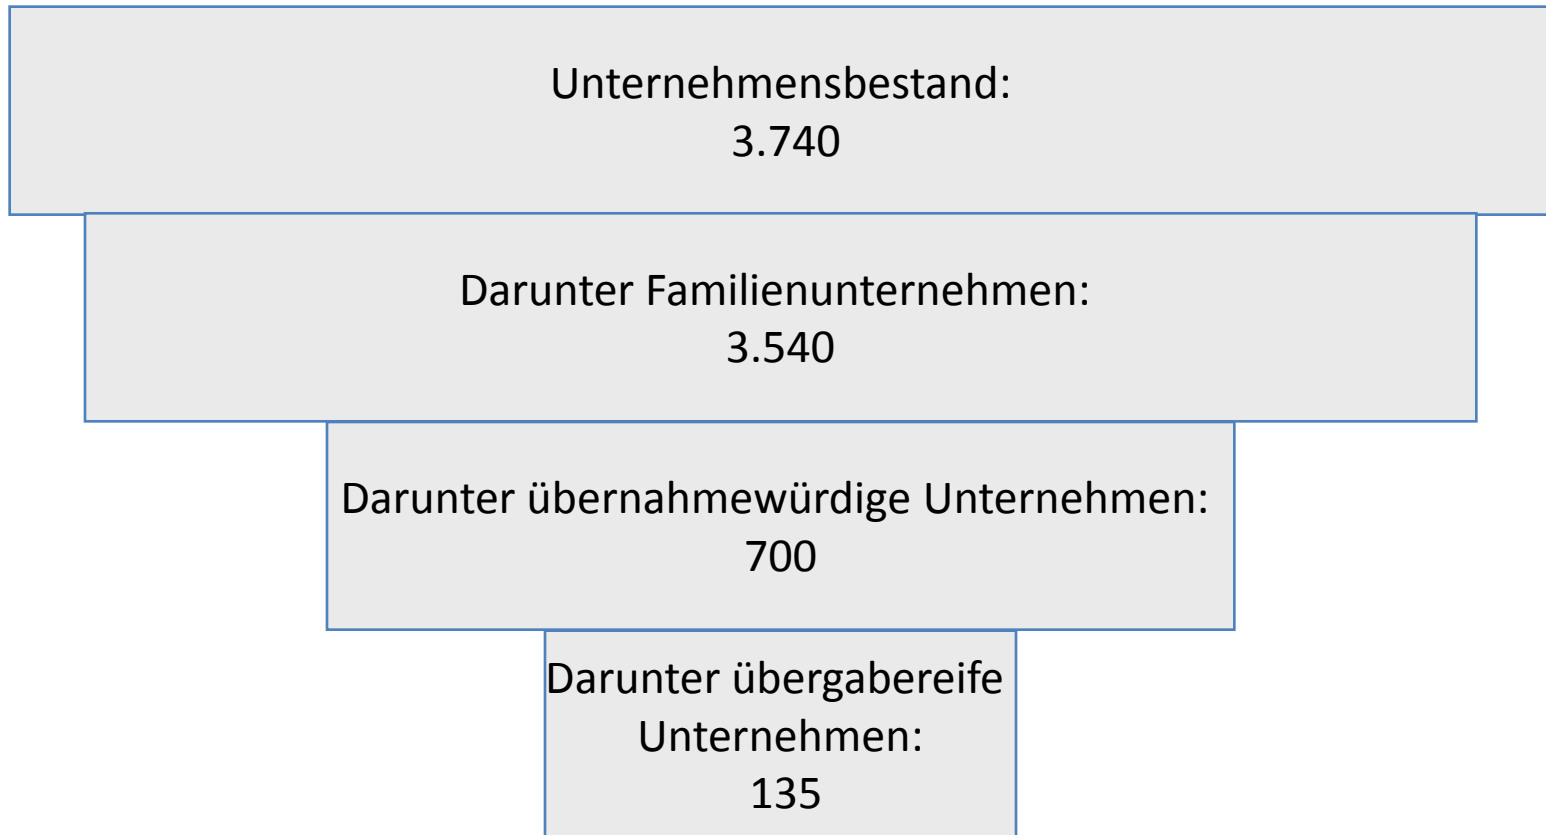 Unternehmensbestand:
3.740
Darunter Familienunternehmen:
3.540
Darunter übernahmewürdige Unternehmen:
700
Darunter übergabereife
Unternehmen:
135